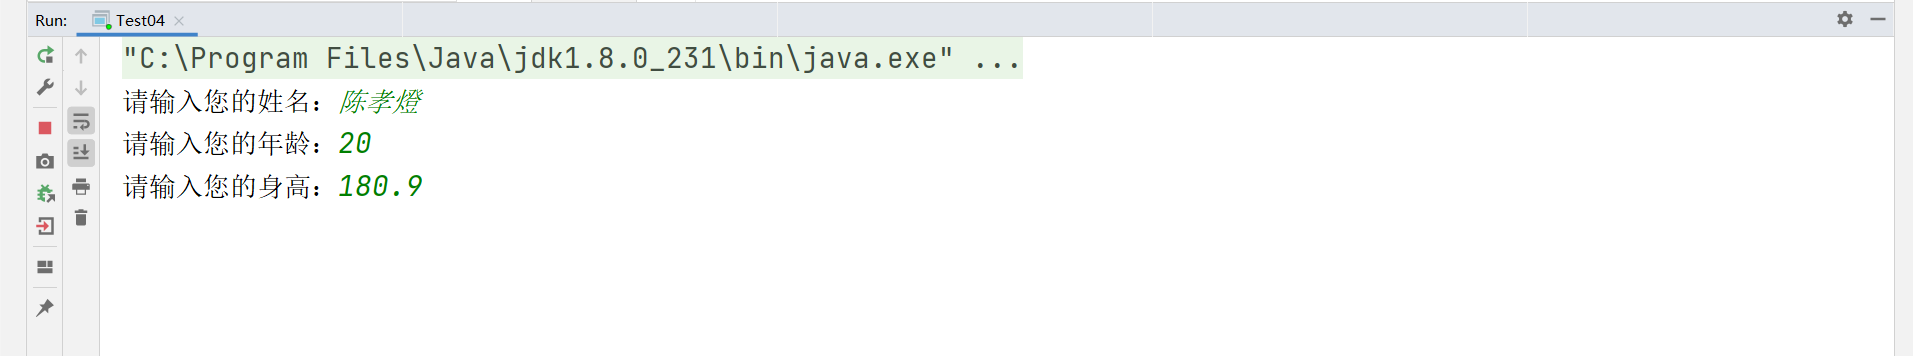 Run: Test04
"C:\Program Files\Java\jdk1.8.0_231\bin\java.exe" ...
请输入您的姓名：陈孝燈
请输入您的年龄：20
请输入您的身高：180.9